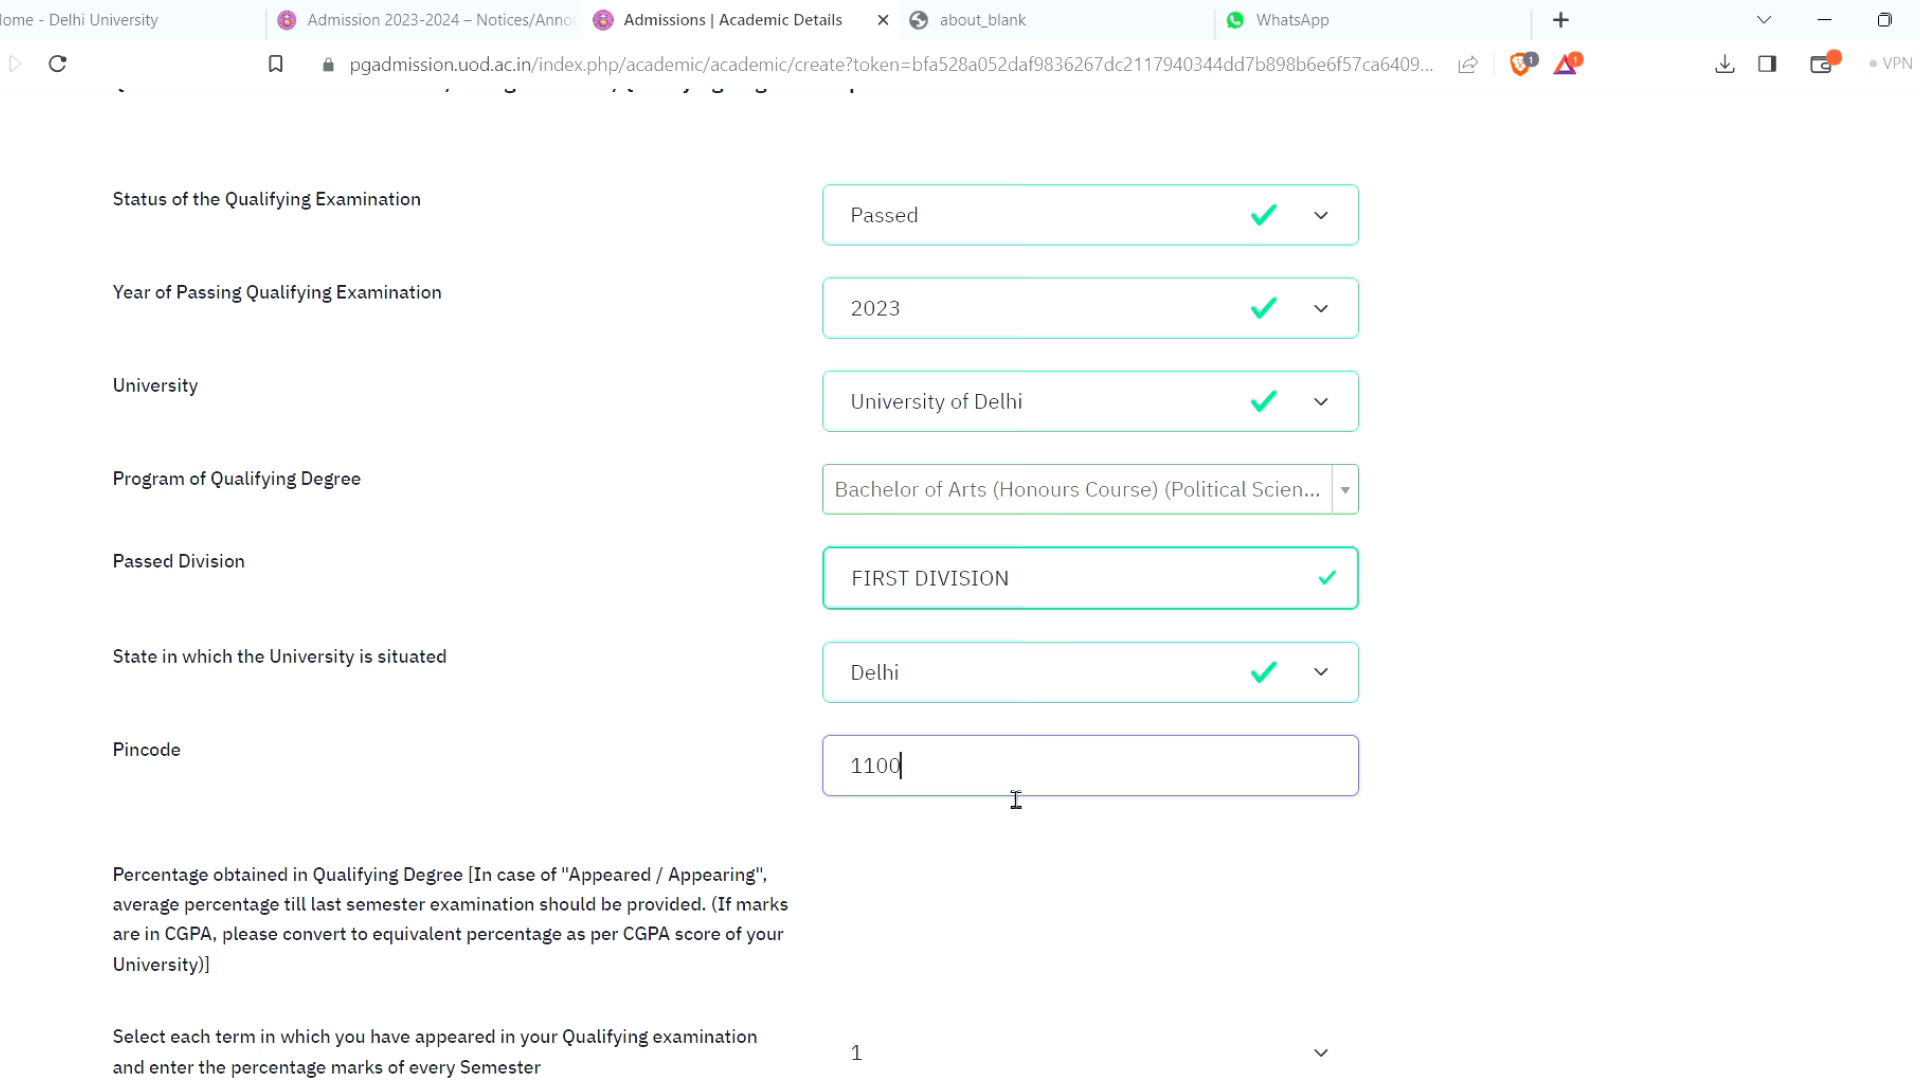 ome - Delhi University
Admission 2023-2024 – Notices/Anno
Admissions | Academic Details
about_blank
WhatsApp
pgadmission.uod.ac.in/index.php/academic/academic/create?token=bfa528a052daf9836267dc2117940344dd7b898b6e6f57ca6409...
1
1
VPN
Status of the Qualifying Examination
Passed
Year of Passing Qualifying Examination
2023
University
University of Delhi
Program of Qualifying Degree
Bachelor of Arts (Honours Course) (Political Scien...
Passed Division
FIRST DIVISION
State in which the University is situated
Delhi
Pincode
1100
Percentage obtained in Qualifying Degree [In case of "Appeared / Appearing",
average percentage till last semester examination should be provided. (If marks
are in CGPA, please convert to equivalent percentage as per CGPA score of your
University)]
Select each term in which you have appeared in your Qualifying examination
and enter the percentage marks of every Semester
1